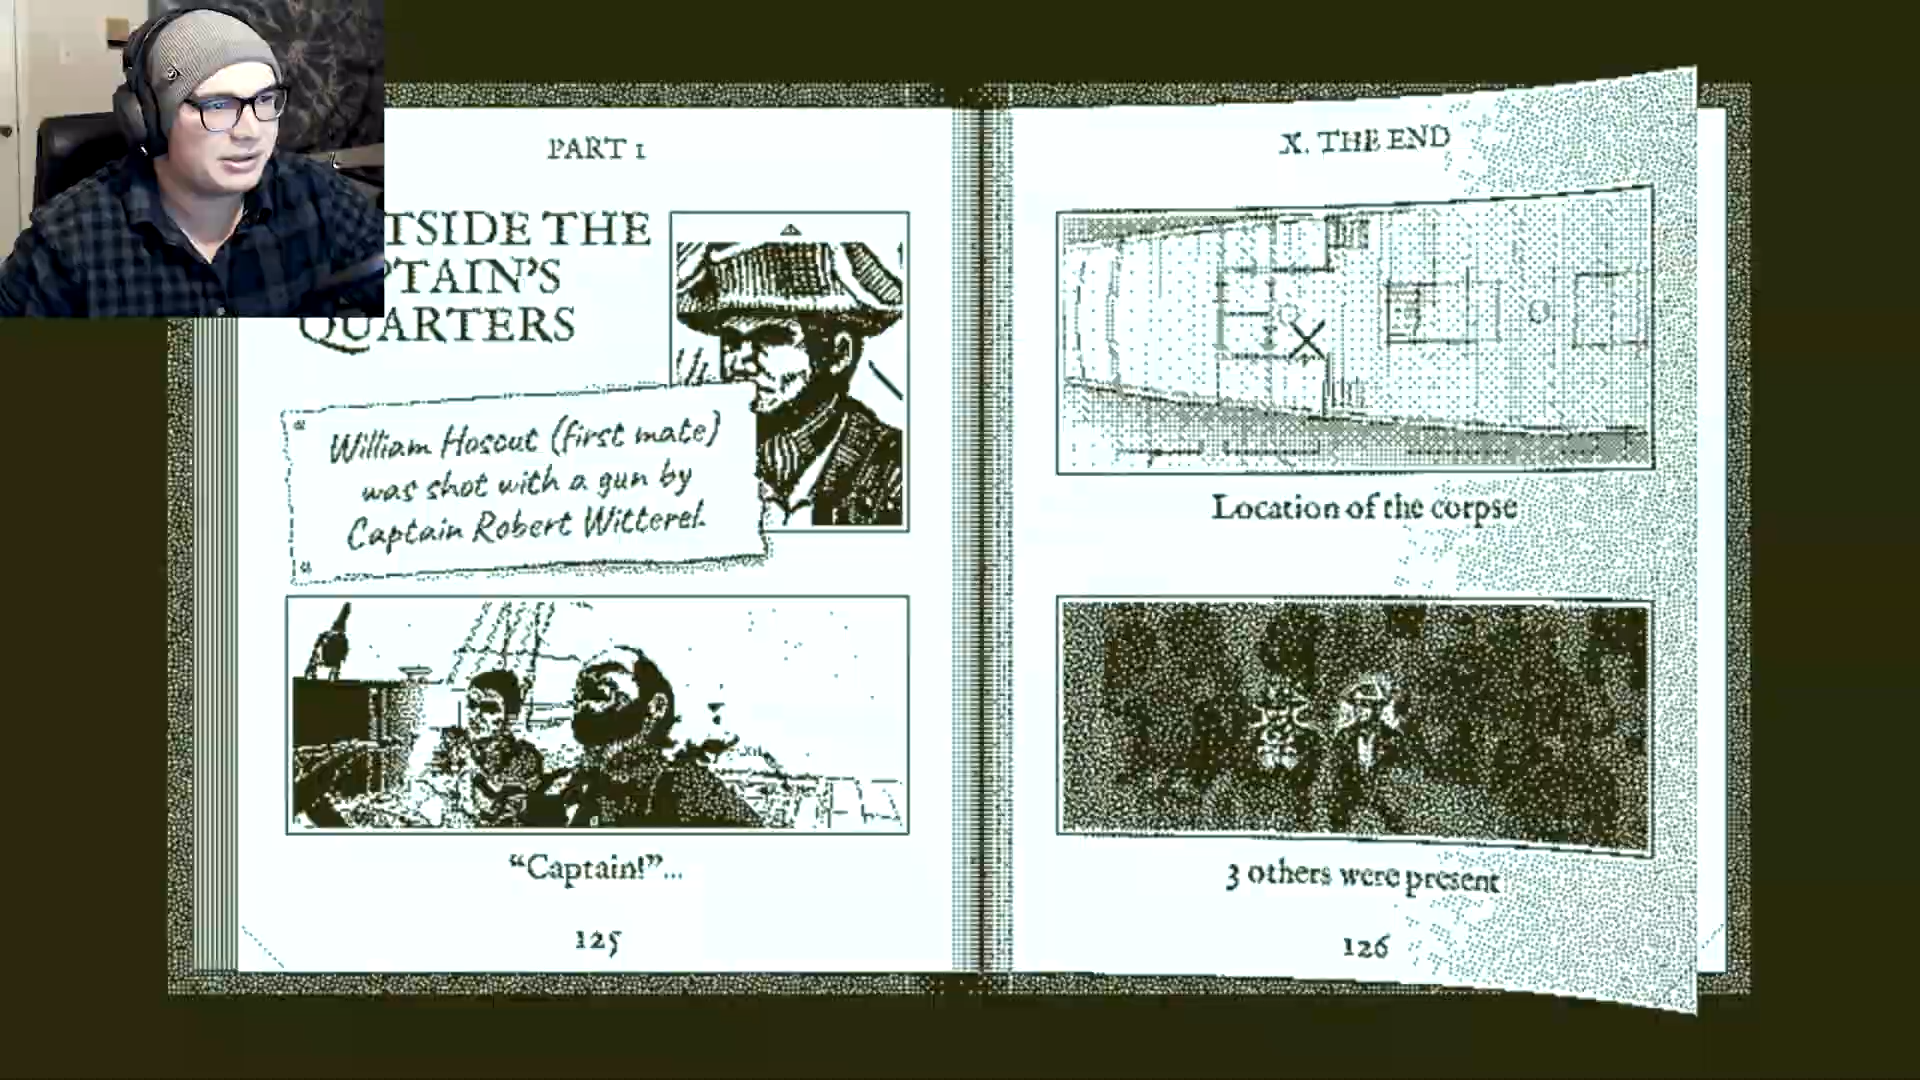 PART 1
TSIDE THE
PTAIN'S
QUARTERS
William Hoscut (first mate)
was shot with a gun by
Captain Robert Witterel.
“Captain!”...
125
X. THE END
Location of the corpse
3 others were present
126